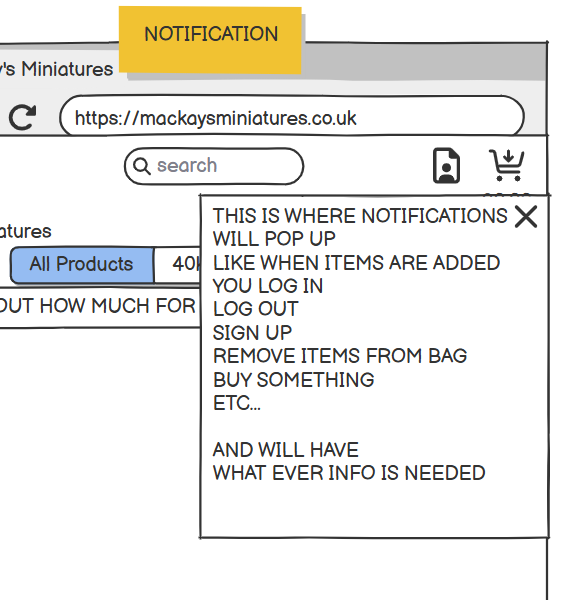 NOTIFICATION
y's Miniatures
https://mackaysminiatures.co.uk
search
atures
All Products
40K
OUT HOW MUCH FOR
THIS IS WHERE NOTIFICATIONS
WILL POP UP
LIKE WHEN ITEMS ARE ADDED
YOU LOG IN
LOG OUT
SIGN UP
REMOVE ITEMS FROM BAG
BUY SOMETHING
ETC...
AND WILL HAVE
WHAT EVER INFO IS NEEDED